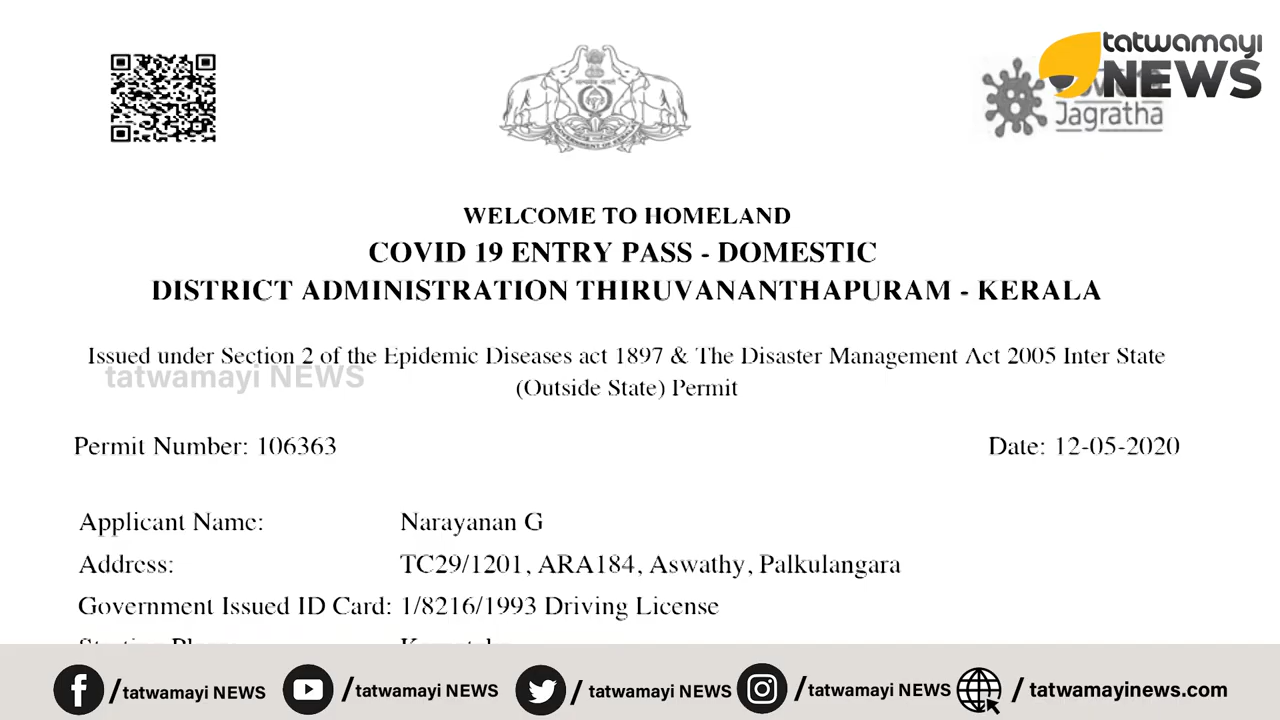 tatwamayi
NEWS
Jagratha
WELCOME TO HOMELAND
COVID 19 ENTRY PASS - DOMESTIC
DISTRICT ADMINISTRATION THIRUVANANTHAPURAM - KERALA
Issued under Section 2 of the Epidemic Diseases act 1897 & The Disaster Management Act 2005 Inter State
tatwamayi NEWS
(Outside State) Permit
Permit Number: 106363 Date: 12-05-2020
Applicant Name: Narayanan G
Address: TC29/1201, ARA184, Aswathy, Palkulangara
Government Issued ID Card: 1/8216/1993 Driving License
/tatwamayi NEWS /tatwamayi NEWS / tatwamayi NEWS /tatwamayi NEWS / tatwamayinews.com